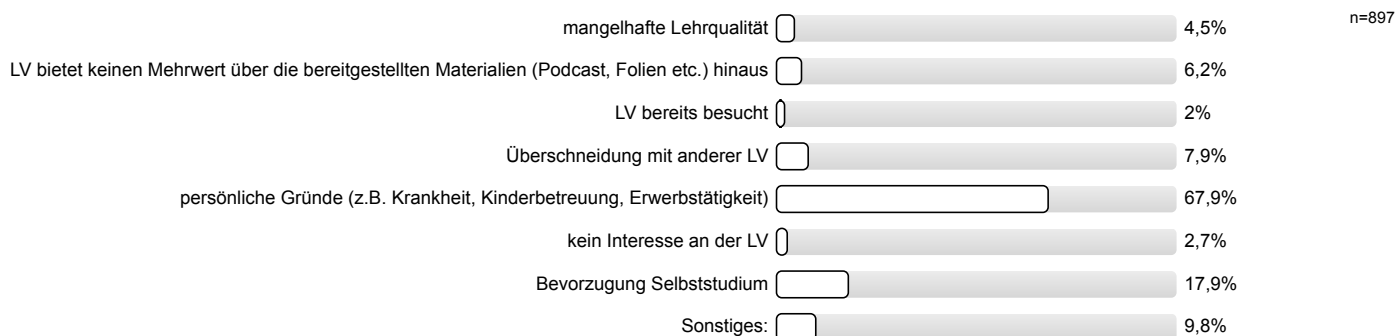 n=897
mangelhafte Lehrqualität 4,5%
LV bietet keinen Mehrwert über die bereitgestellten Materialien (Podcast, Folien etc.) hinaus 6,2%
LV bereits besucht 2%
Überschneidung mit anderer LV 7,9%
persönliche Gründe (z.B. Krankheit, Kinderbetreuung, Erwerbstätigkeit) 67,9%
kein Interesse an der LV 2,7%
Bevorzugung Selbststudium 17,9%
Sonstiges: 9,8%